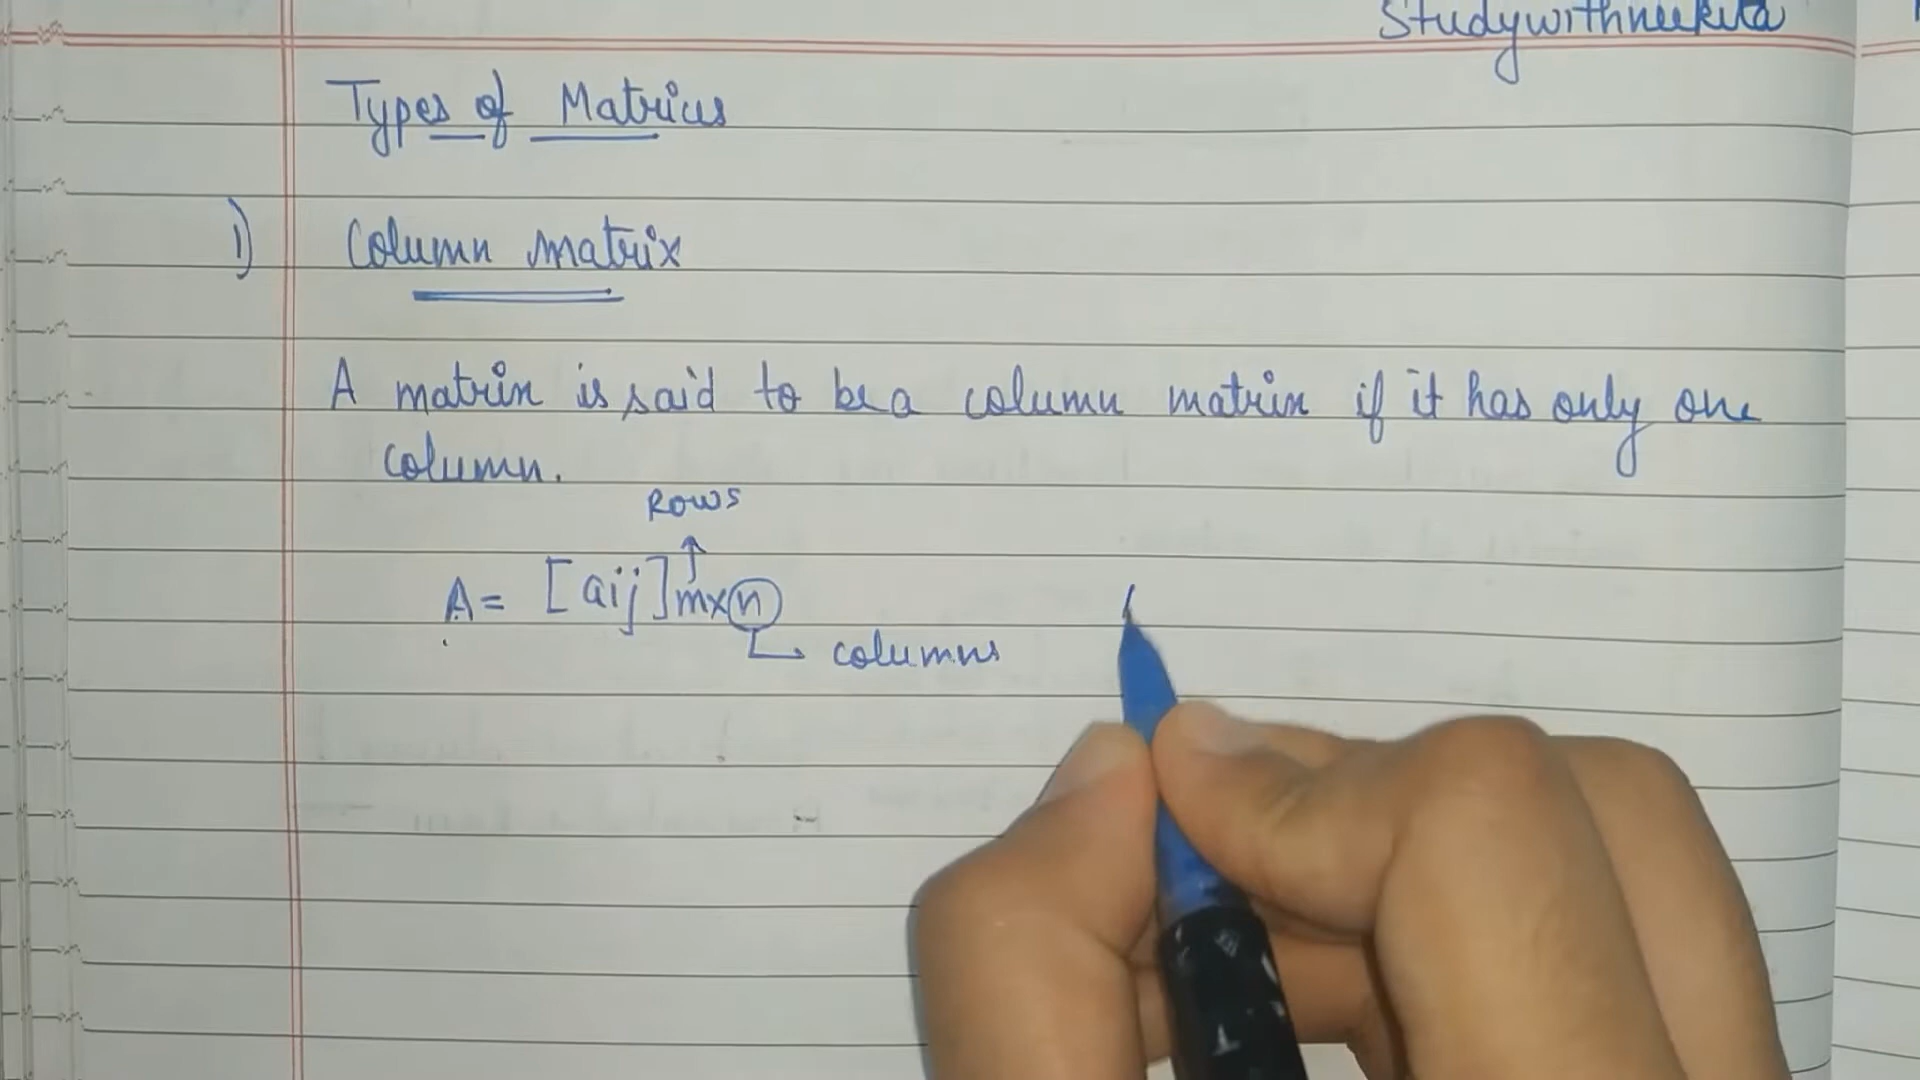 Studywithneekita
Types of Matrices
1) Column matrix
A matrix is said to be a column matrix if it has only one
column.
Rows
A = [aij]m×n
columns